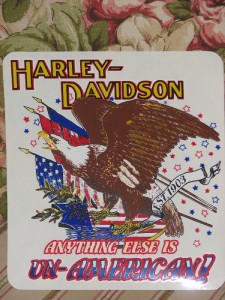 HARLEY-
DAVIDSON
EST. 1903
ANYTHING ELSE IS
UN-AMERICAN!